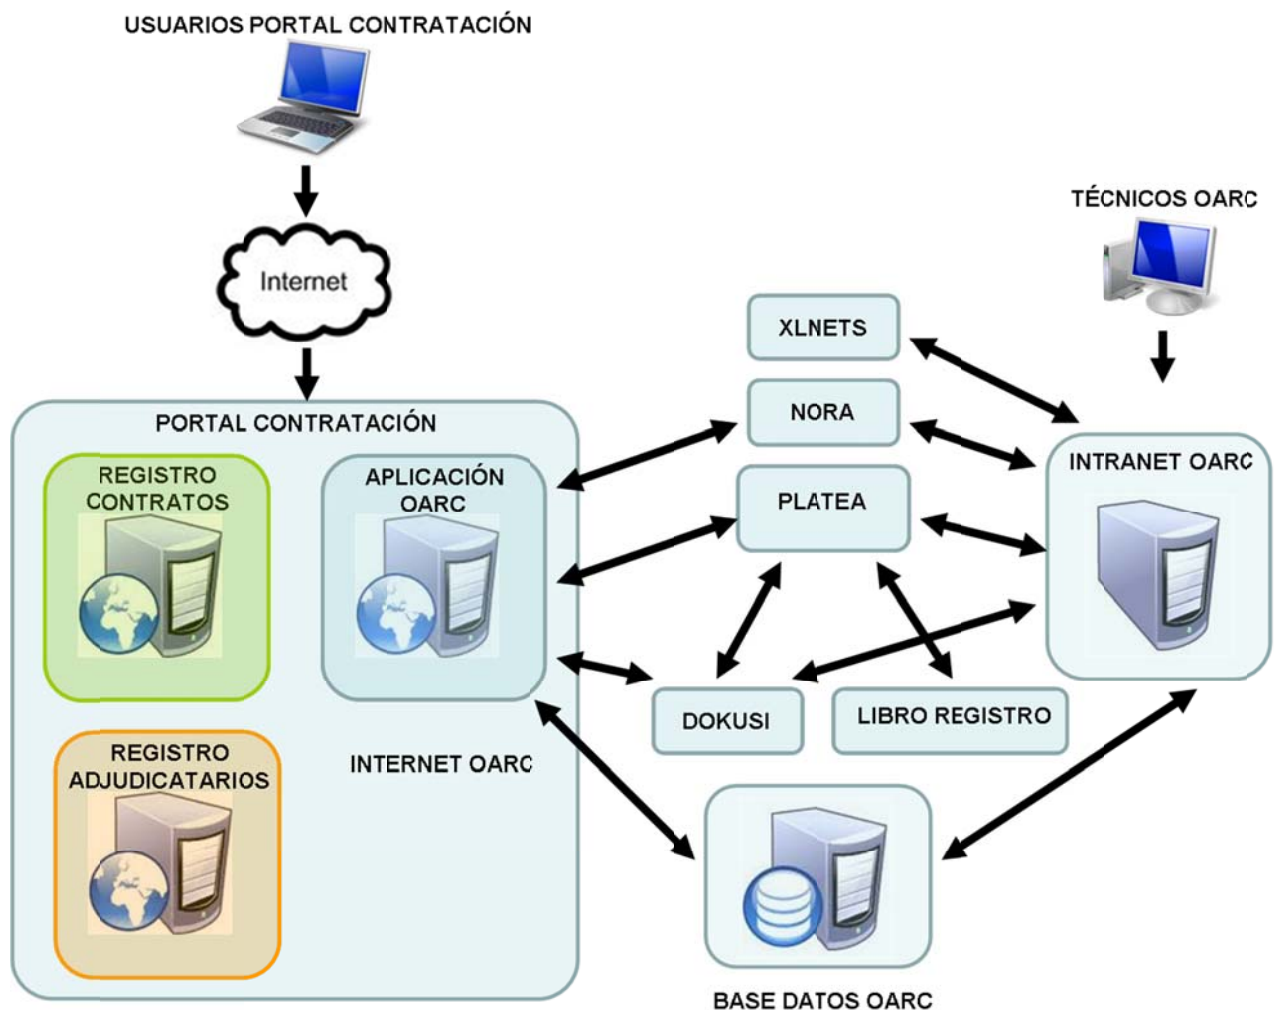 USUARIOS PORTAL CONTRATACIÓN
TÉCNICOS OARC
Internet
XLNETS
NORA
PLATEA
INTRANET OARC
PORTAL CONTRATACIÓN
REGISTRO
CONTRATOS
APLICACIÓN
OARC
DOKUSI
LIBRO REGISTRO
REGISTRO
ADJUDICATARIOS
INTERNET OARC
BASE DATOS OARC